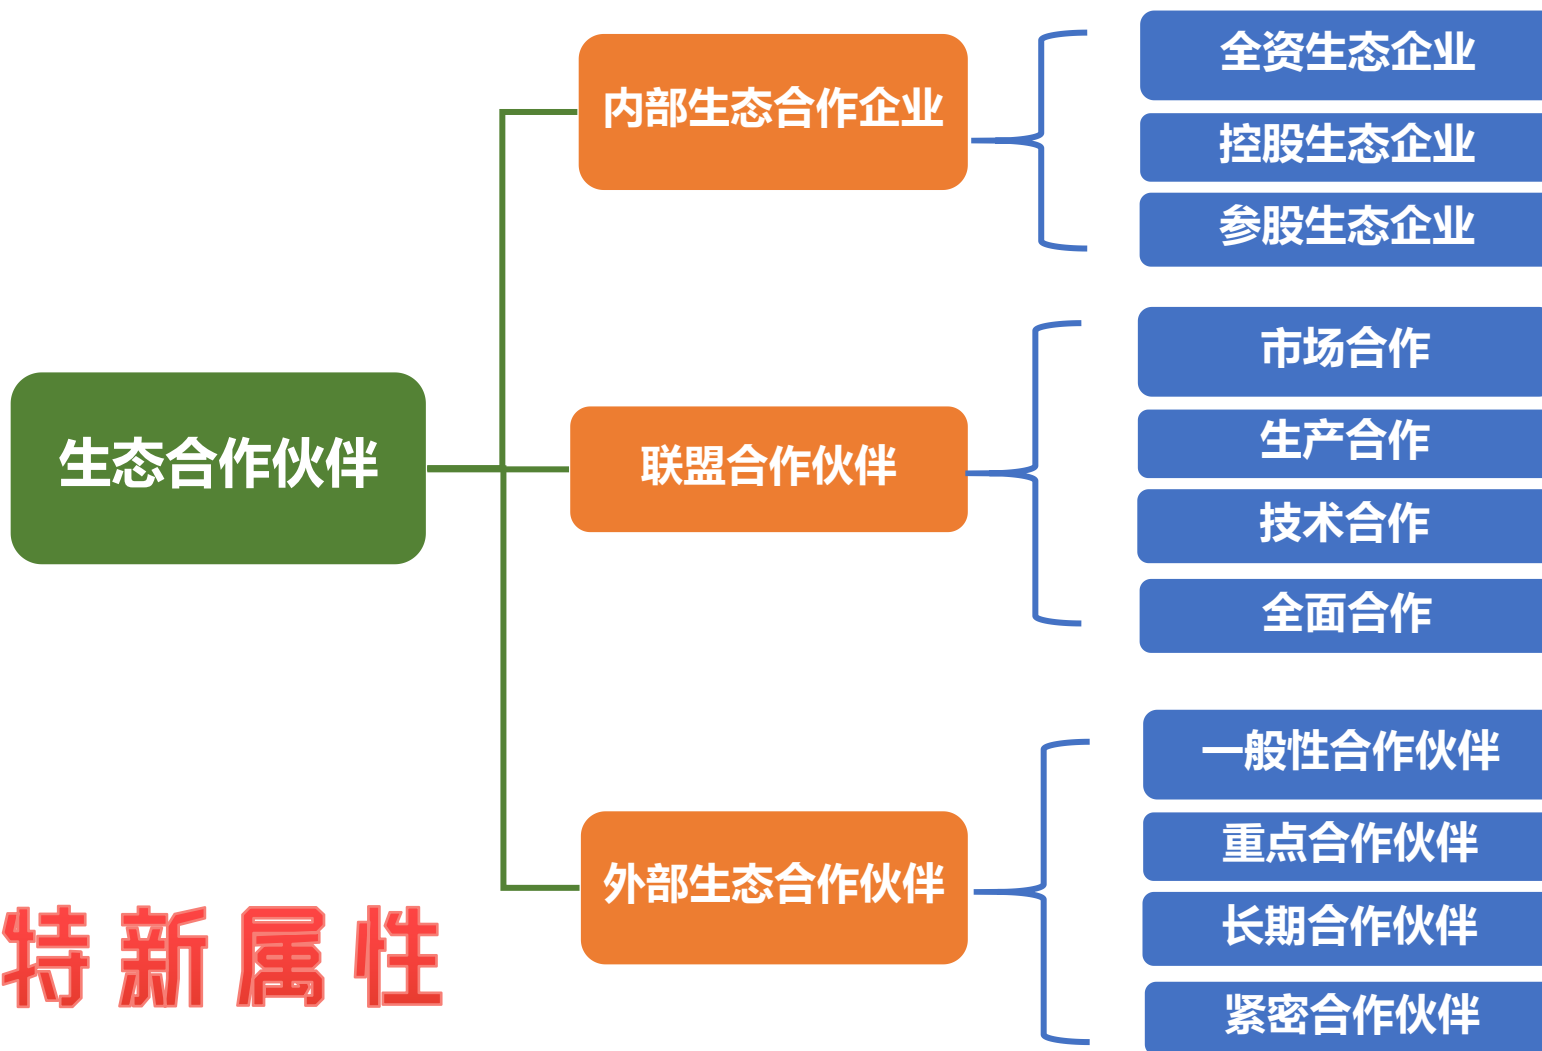 生态合作伙伴
内部生态合作企业
全资生态企业
控股生态企业
参股生态企业
联盟合作伙伴
市场合作
生产合作
技术合作
全面合作
外部生态合作伙伴
一般性合作伙伴
重点合作伙伴
长期合作伙伴
紧密合作伙伴
特新属性